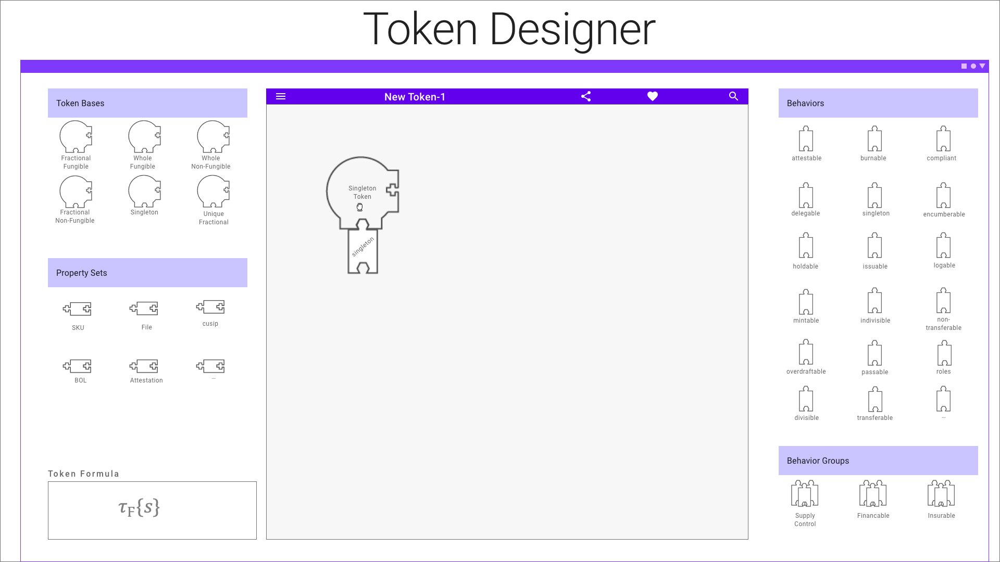 Token Designer
New Token-1
Token Bases
Fractional
Fungible
Whole
Fungible
Whole
Non-Fungible
Fractional
Non-Fungible
Singleton
Unique
Fractional
Property Sets
SKU
File
cusip
BOL
Attestation
...
Token Formula
τF{s}
Singleton
Token
singleton
Behaviors
attestable
burnable
compliant
delegable
singleton
encumberable
holdable
issuable
logable
mintable
indivisible
non-
transferable
overdraftable
passable
roles
divisible
transferable
...
Behavior Groups
Supply
Control
Financable
Insurable